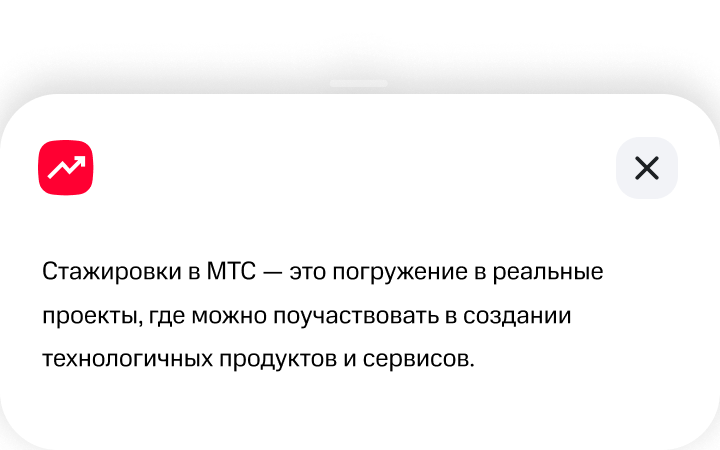 Стажировки в МТС — это погружение в реальные
проекты, где можно поучаствовать в создании
технологичных продуктов и сервисов.